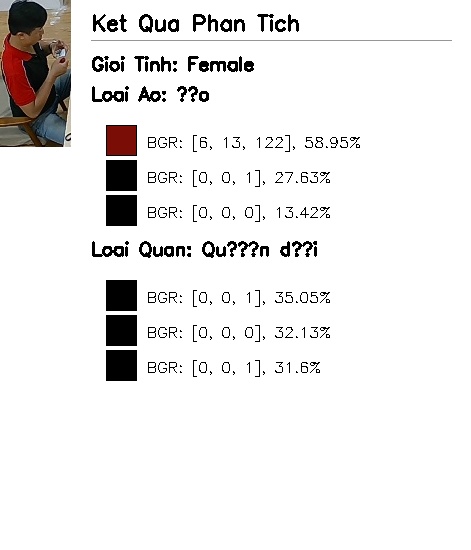 Ket Qua Phan Tich
Gioi Tinh: Female
Loai Ao: ??o
BGR: [6, 13, 122], 58.95%
BGR: [0, 0, 1], 27.63%
BGR: [0, 0, 0], 13.42%
Loai Quan: Qu???n d??i
BGR: [0, 0, 1], 35.05%
BGR: [0, 0, 0], 32.13%
BGR: [0, 0, 1], 31.6%